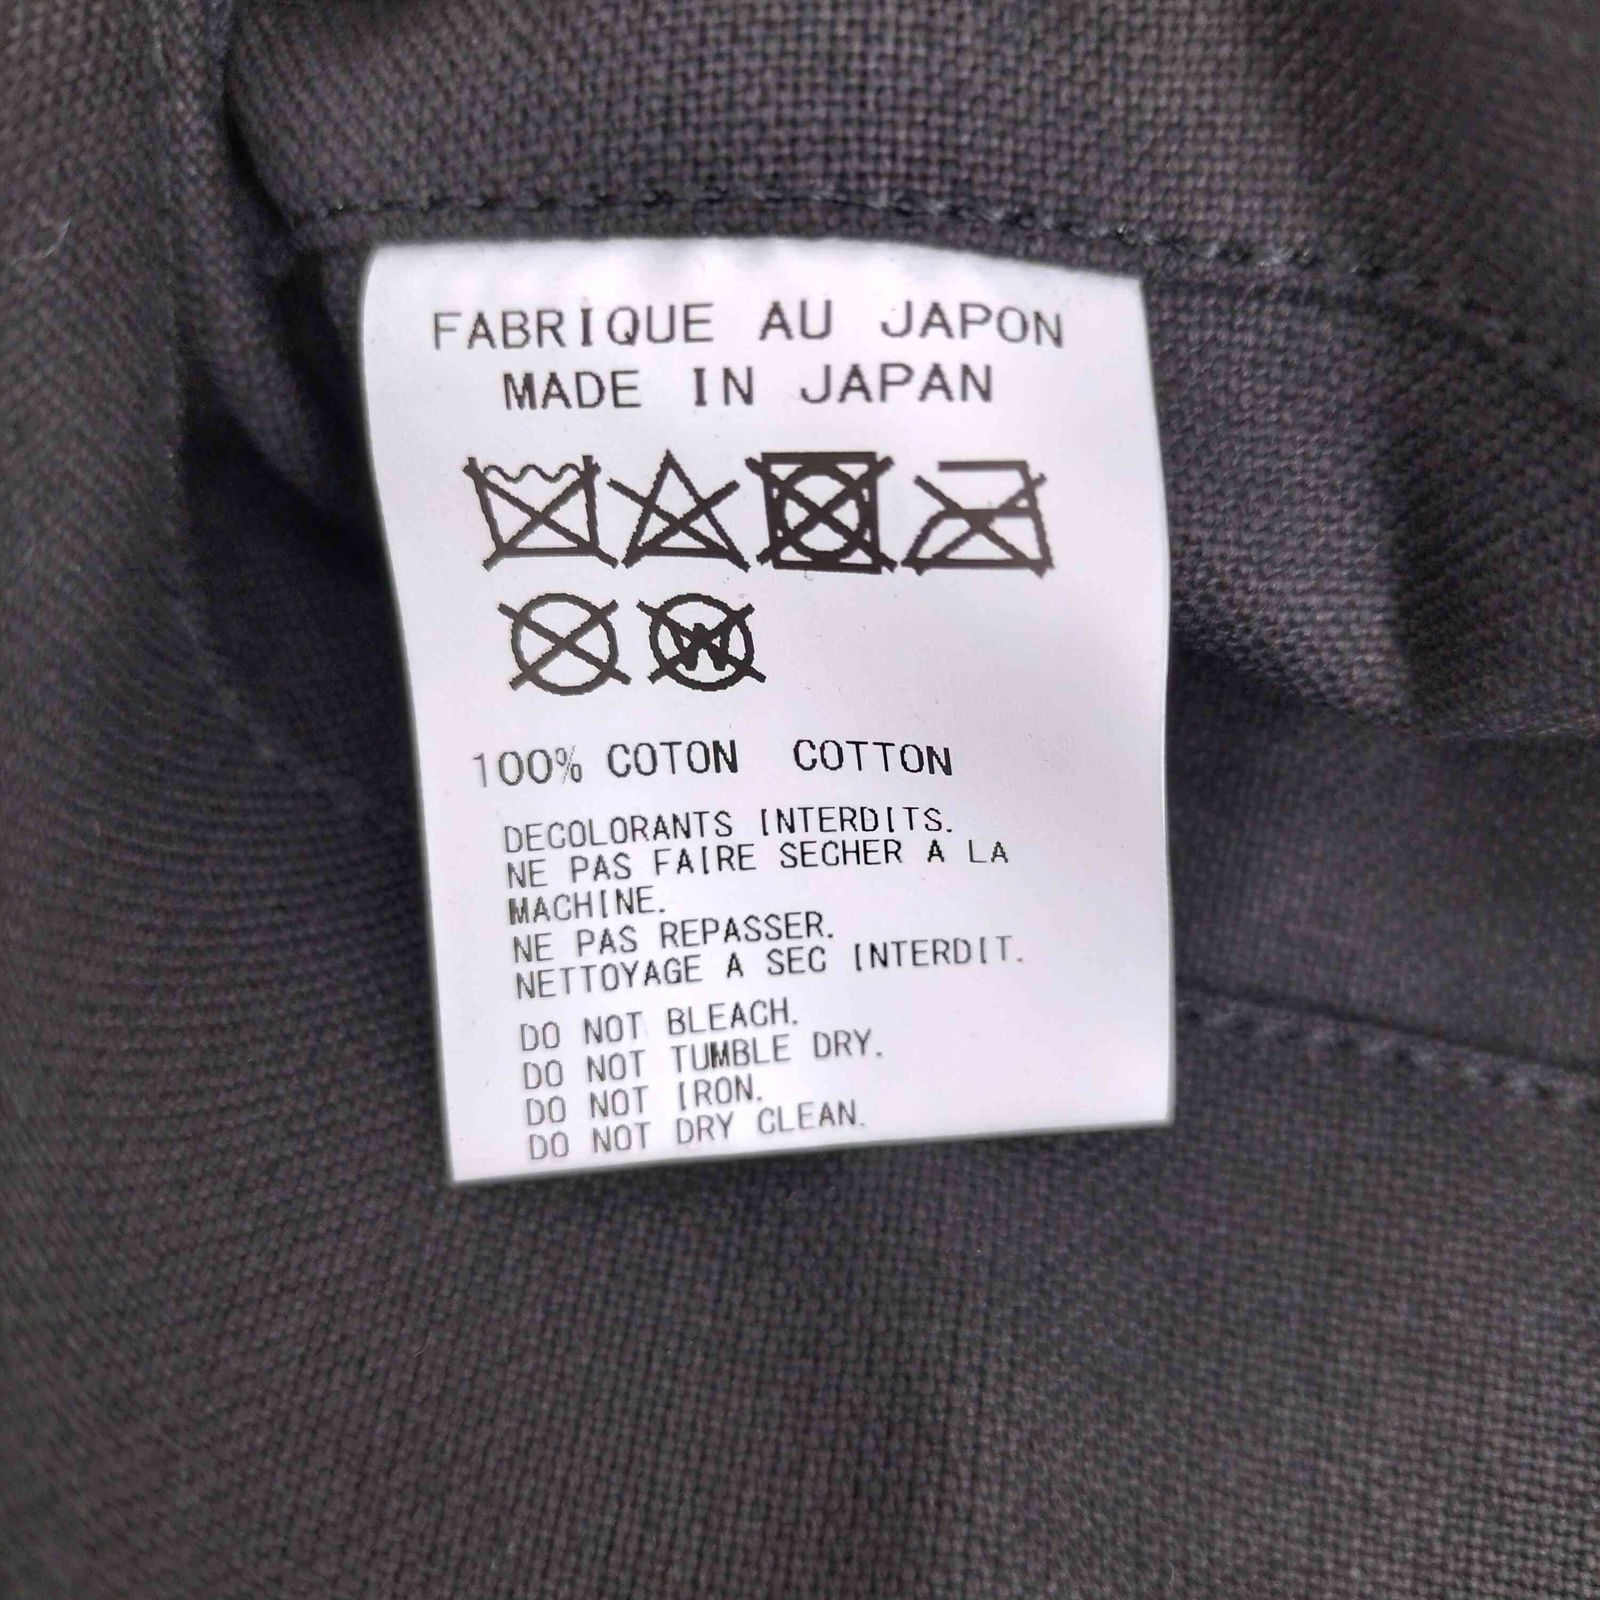 FABRIQUE AU JAPON
MADE IN JAPAN
W
100% COTON COTTON
DECOLORANTS INTERDITS.
NE PAS FAIRE SECHER A LA
MACHINE.
NE PAS REPASSER.
NETTOYAGE A SEC INTERDIT.
DO NOT BLEACH.
DO NOT TUMBLE DRY.
DO NOT IRON.
DO NOT DRY CLEAN.